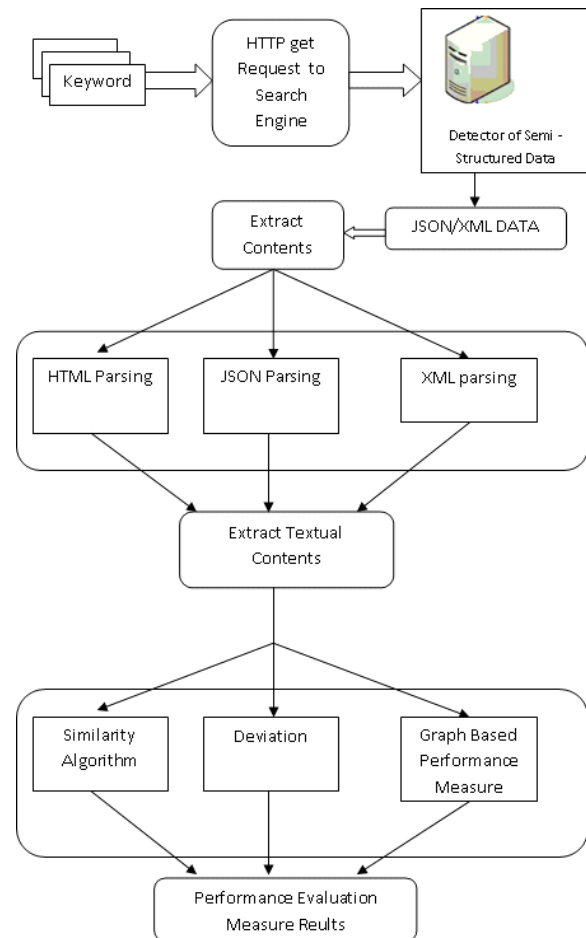 Keyword
HTTP get
Request to
Search
Engine
Detector of Semi -
Structured Data
JSON/XML DATA
Extract
Contents
HTML Parsing
JSON Parsing
XML parsing
Extract Textual
Contents
Similarity
Algorithm
Deviation
Graph Based
Performance
Measure
Performance Evaluation
Measure Reults